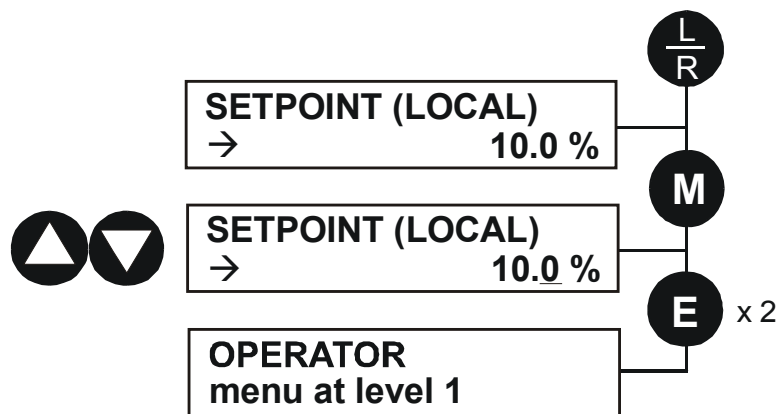 L
R
SETPOINT (LOCAL)
→ 10.0 %
M
SETPOINT (LOCAL)
→ 10.0 %
E x 2
OPERATOR
menu at level 1